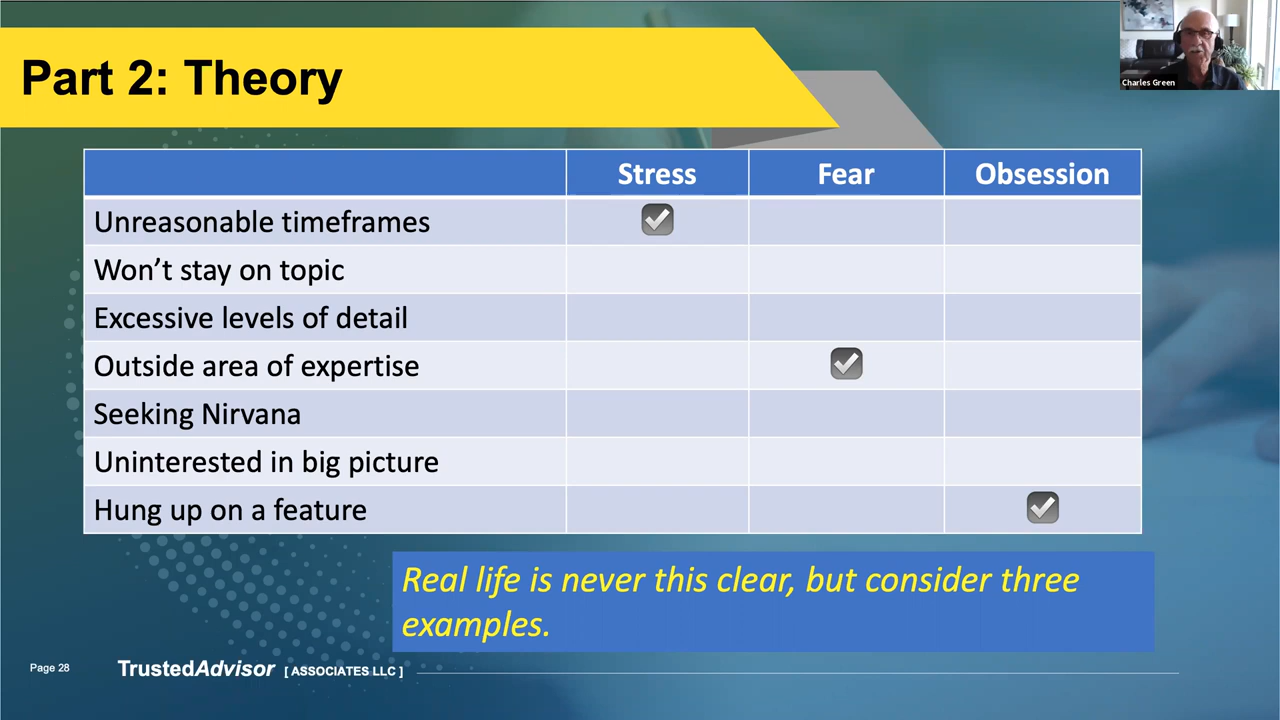 Part 2: Theory
Charles Green
Stress Fear Obsession
Unreasonable timeframes
Won’t stay on topic
Excessive levels of detail
Outside area of expertise
Seeking Nirvana
Uninterested in big picture
Hung up on a feature
Real life is never this clear, but consider three
examples.
Page 28 TrustedAdvisor [ ASSOCIATES LLC ]